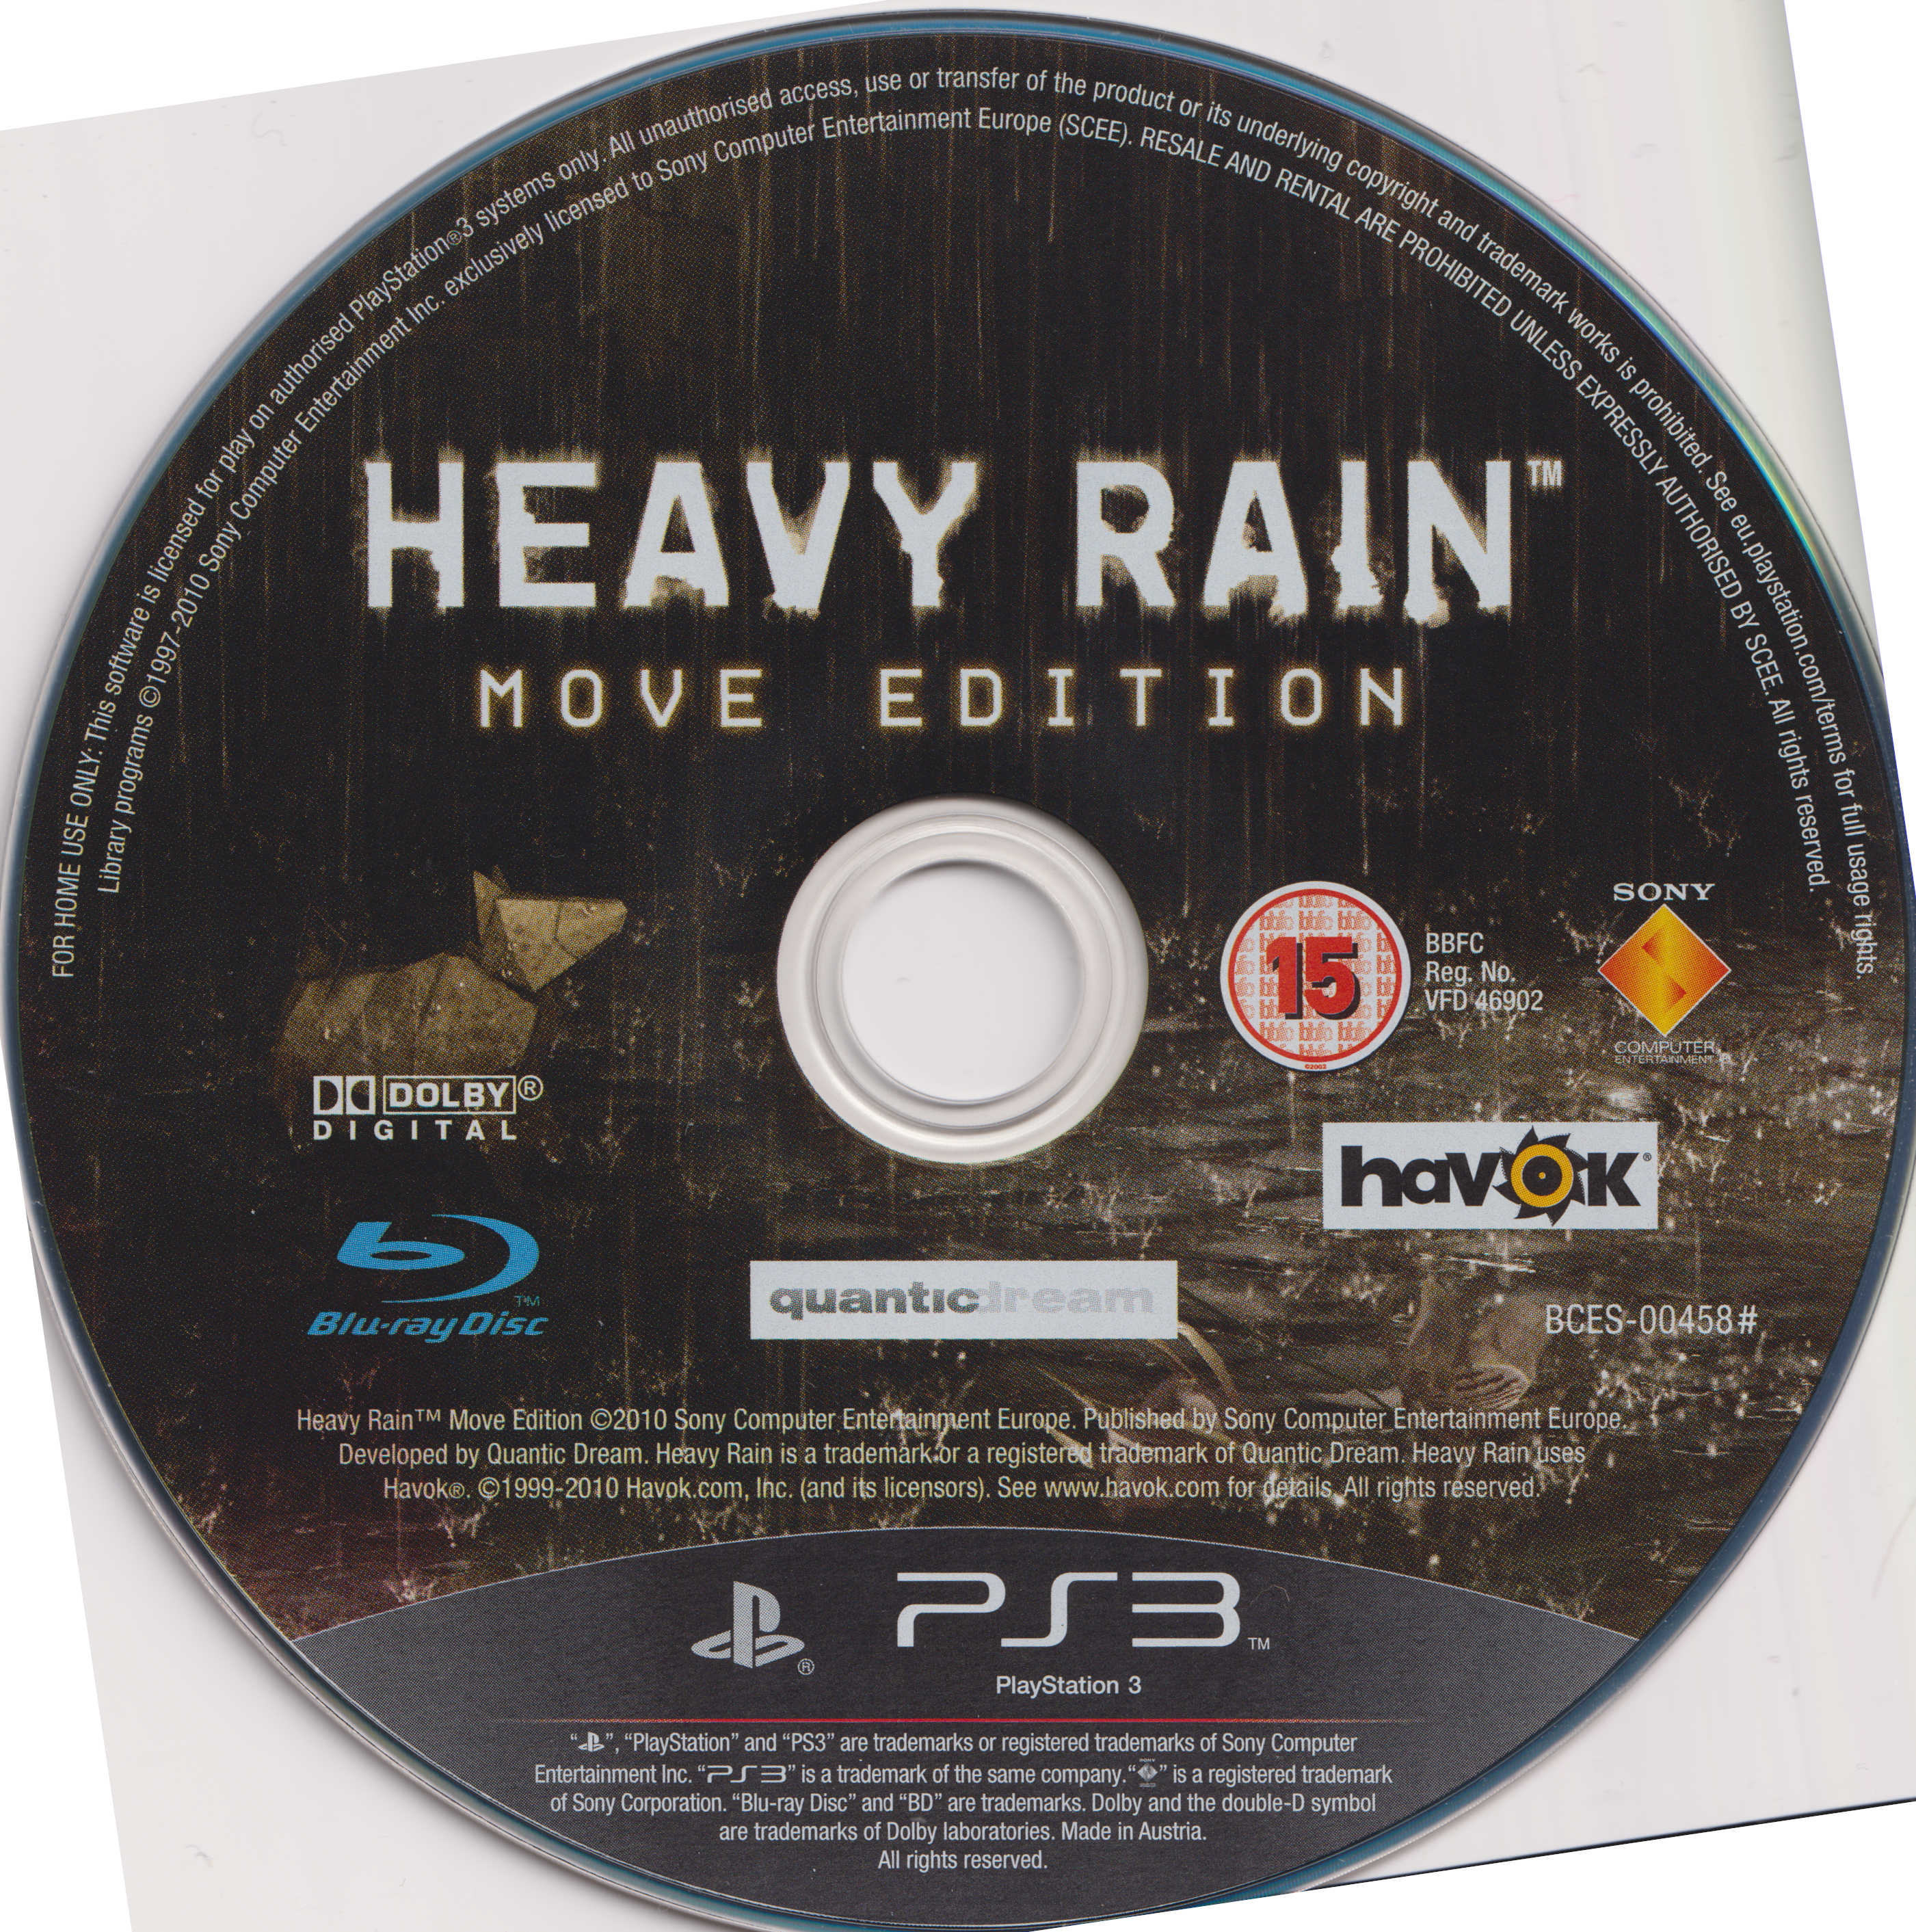 FOR HOME USE ONLY: This software is licensed for play on authorised PlayStation®3 systems only. All unauthorised access, use or transfer of the product or its underlying copyright and trademark works is prohibited. See eu.playstation.com/terms for full usage rights.
Library programs ©1997-2010 Sony Computer Entertainment Inc. exclusively licensed to Sony Computer Entertainment Europe (SCEE). RESALE AND RENTAL ARE PROHIBITED UNLESS EXPRESSLY AUTHORISED BY SCEE. All rights reserved.
HEAVY RAIN™
MOVE EDITION
15
©2002
BBFC
Reg. No.
VFD 46902
SONY
COMPUTER
ENTERTAINMENT
DOLBY®
DIGITAL
havok®
Blu-ray Disc™
quanticdream
BCES-00458#
Heavy Rain™ Move Edition ©2010 Sony Computer Entertainment Europe. Published by Sony Computer Entertainment Europe.
Developed by Quantic Dream. Heavy Rain is a trademark or a registered trademark of Quantic Dream. Heavy Rain uses
Havok®. ©1999-2010 Havok.com, Inc. (and its licensors). See www.havok.com for details. All rights reserved.
® PS3™
PlayStation 3
“ ”, “PlayStation” and “PS3” are trademarks or registered trademarks of Sony Computer
Entertainment Inc. “PS3” is a trademark of the same company. “ ” is a registered trademark
of Sony Corporation. “Blu-ray Disc” and “BD” are trademarks. Dolby and the double-D symbol
are trademarks of Dolby laboratories. Made in Austria.
All rights reserved.